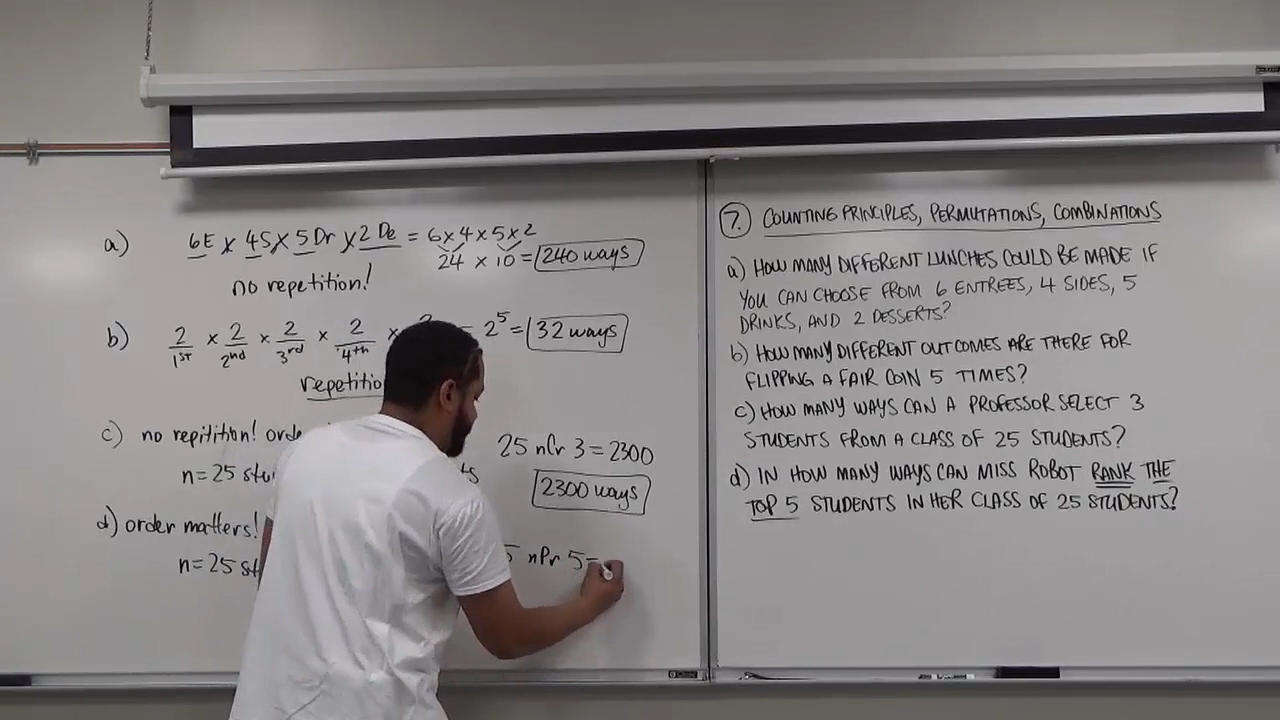 a) 6E x 4S x 5Dr x 2 De = 6x4x5x2
24 x 10 = 240 ways
no repetition!
b) 2/1st x 2/2nd x 2/3rd x 2/4th x = 2^5 = 32 ways
c) no repitition!
n=25
25 nCr 3 = 2300
2300 ways
d) order matters!
n=25
nPr 5=
7. COUNTING PRINCIPLES, PERMUTATIONS, COMBINATIONS
a) HOW MANY DIFFERENT LUNCHES COULD BE MADE IF
YOU CAN CHOOSE FROM 6 ENTREES, 4 SIDES, 5
DRINKS, AND 2 DESSERTS?
b) HOW MANY DIFFERENT OUTCOMES ARE THERE FOR
FLIPPING A FAIR COIN 5 TIMES?
c) HOW MANY WAYS CAN A PROFESSOR SELECT 3
STUDENTS FROM A CLASS OF 25 STUDENTS?
d) IN HOW MANY WAYS CAN MISS ROBOT RANK THE
TOP 5 STUDENTS IN HER CLASS OF 25 STUDENTS?